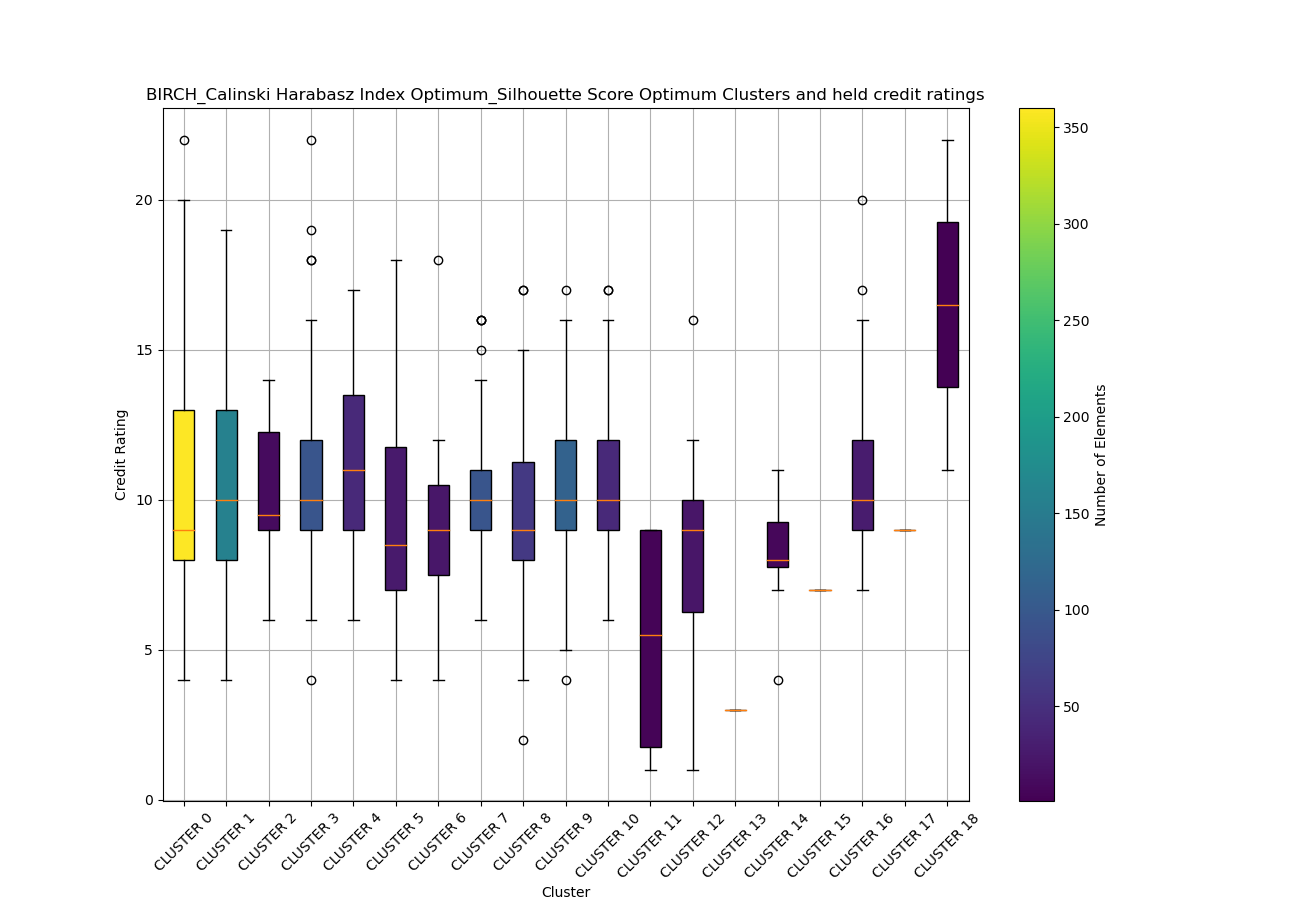 BIRCH_Calinski Harabasz Index Optimum_Silhouette Score Optimum Clusters and held credit ratings
Credit Rating
20
15
10
5
0
CLUSTER 0
CLUSTER 1
CLUSTER 2
CLUSTER 3
CLUSTER 4
CLUSTER 5
CLUSTER 6
CLUSTER 7
CLUSTER 8
CLUSTER 9
CLUSTER 10
CLUSTER 11
CLUSTER 12
CLUSTER 13
CLUSTER 14
CLUSTER 15
CLUSTER 16
CLUSTER 17
CLUSTER 18
Cluster
350
300
250
200
150
100
50
Number of Elements